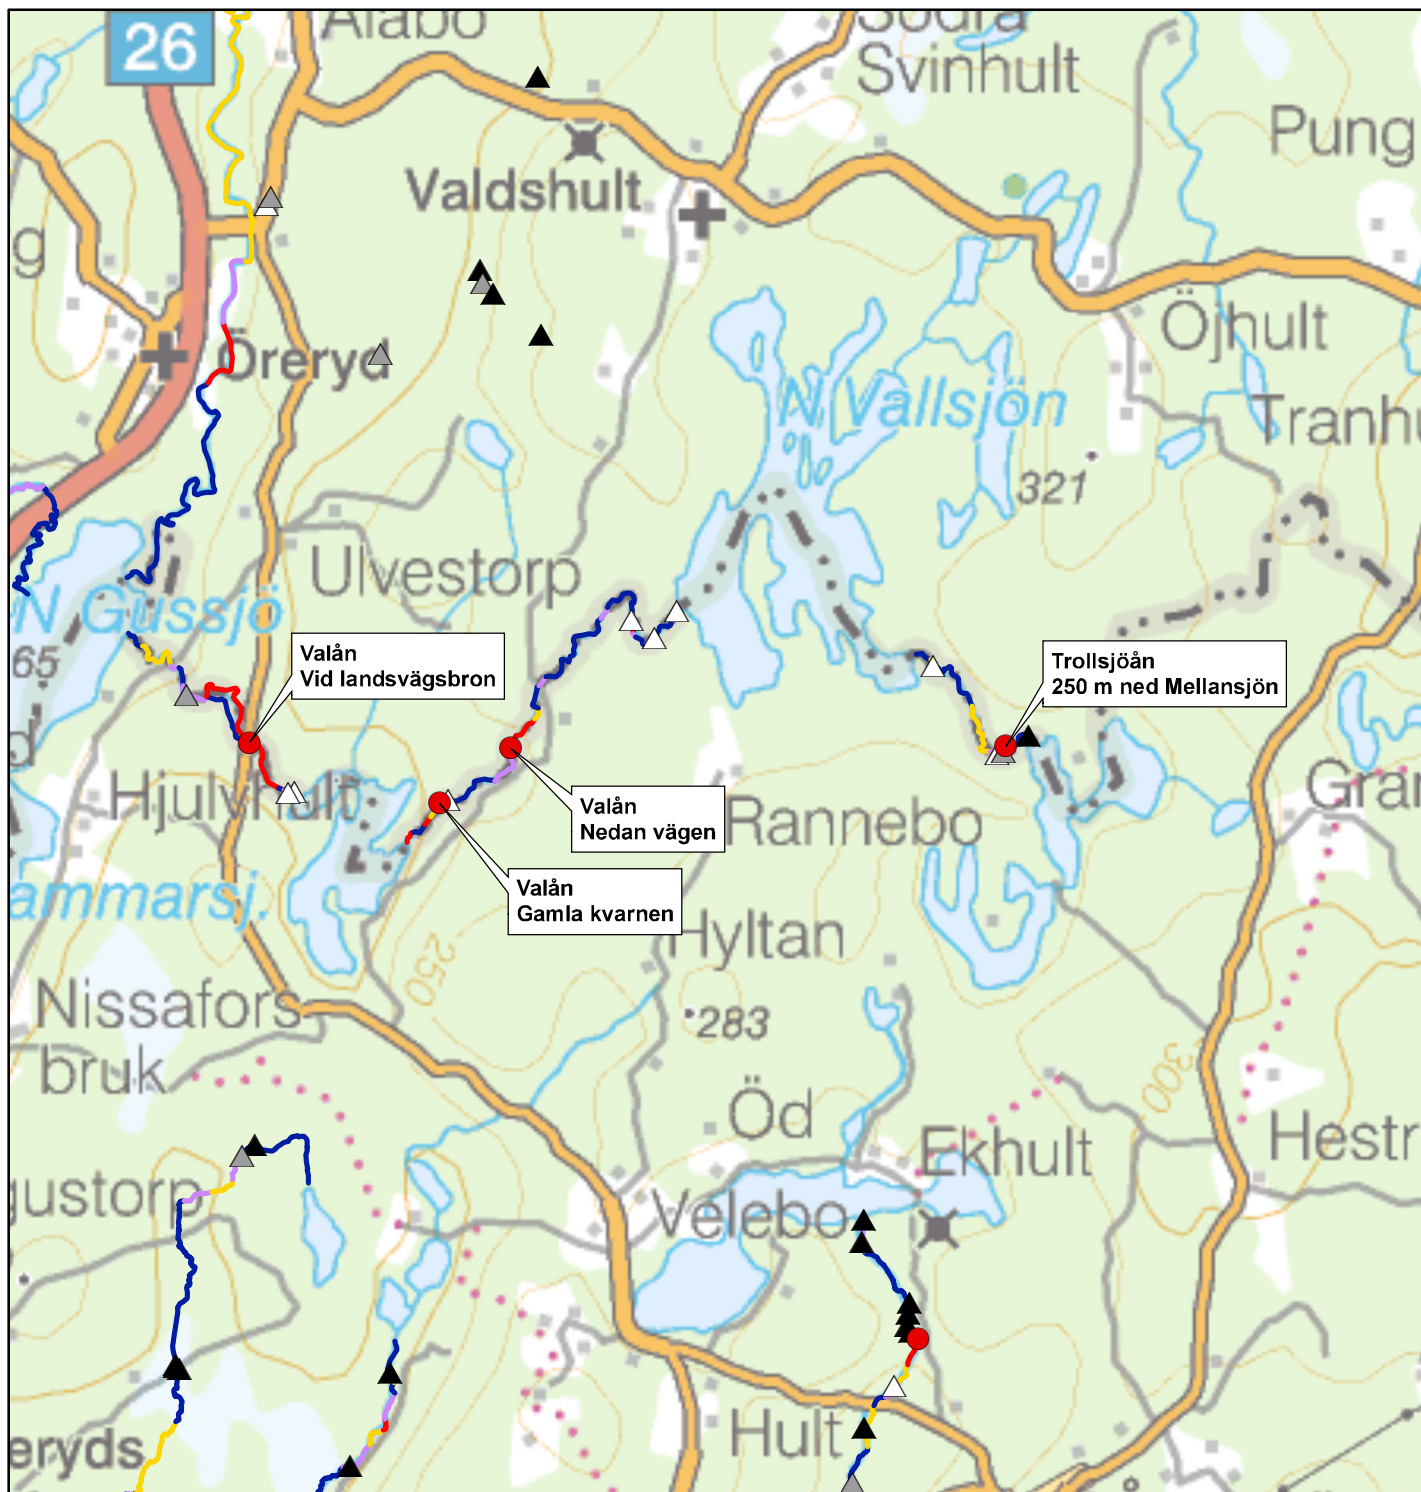 26
Alabo
Södra
Svinhult
Pung
Valdshult
g
Öjhult
Öreryd
N Vallsjön
Tranhu
321
Ulvestorp
N Gussjö
65
Valån
Vid landsvägsbron
Trollsjöån
250 m ned Mellansjön
d
Hjulvhult
Valån
Nedan vägen
Rannebo
Gran
ammarsj.
Valån
Gamla kvarnen
Hyltan
250
Nissafors
bruk
283
300
Öd
Ekhult
Hestr
gustorp
Velebo
Hult
eryds